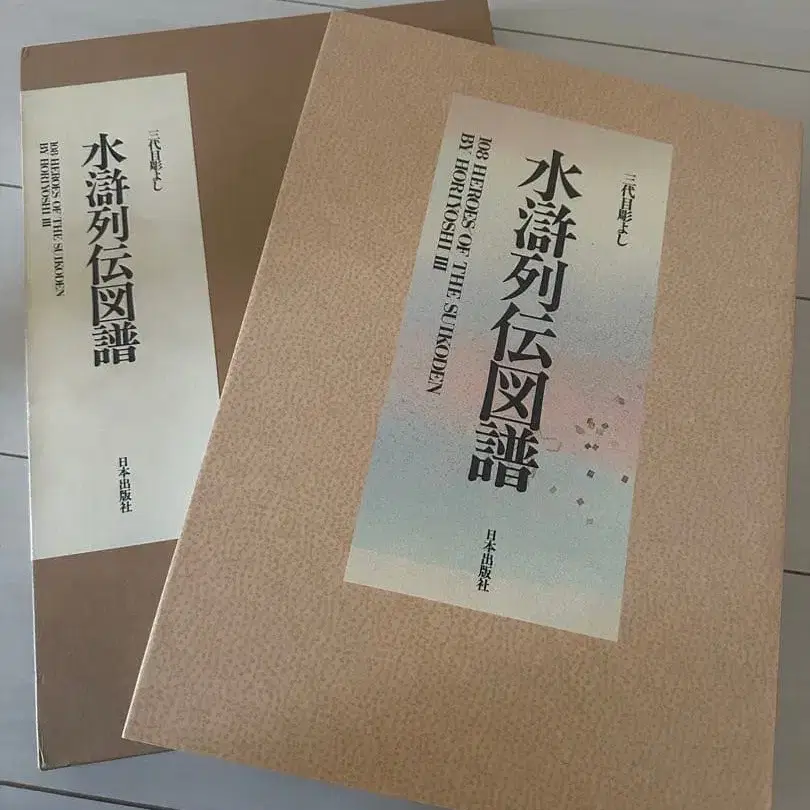 三代目彫よし
水滸列伝図譜
108 HEROES OF THE SUIKODEN
BY HORIYOSHI III
日本出版社
三代目彫よし
水滸列伝図譜
108 HEROES OF THE SUIKODEN
BY HORIYOSHI III
日本出版社